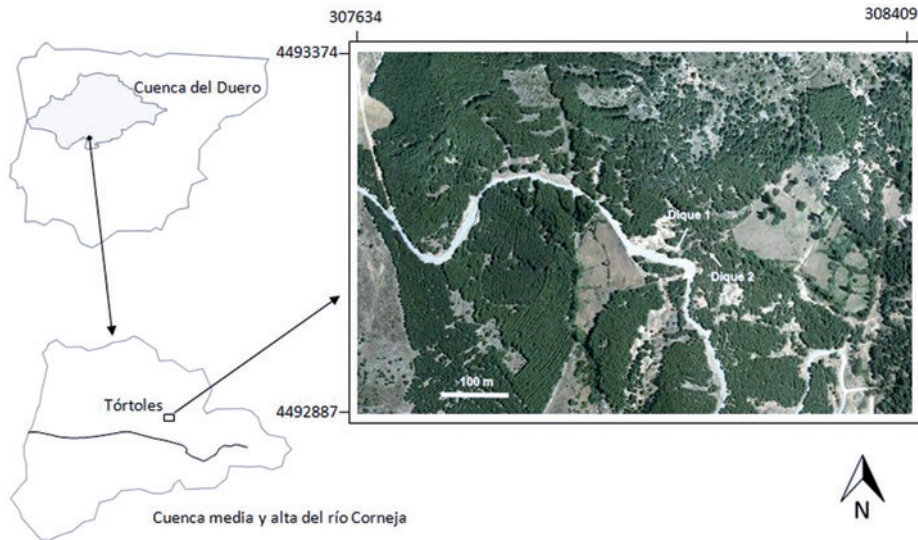 307634
308409
4493374
Cuenca del Duero
Dique 1
Dique 2
100 m
Tórtoles
4492887
N
Cuenca media y alta del río Corneja